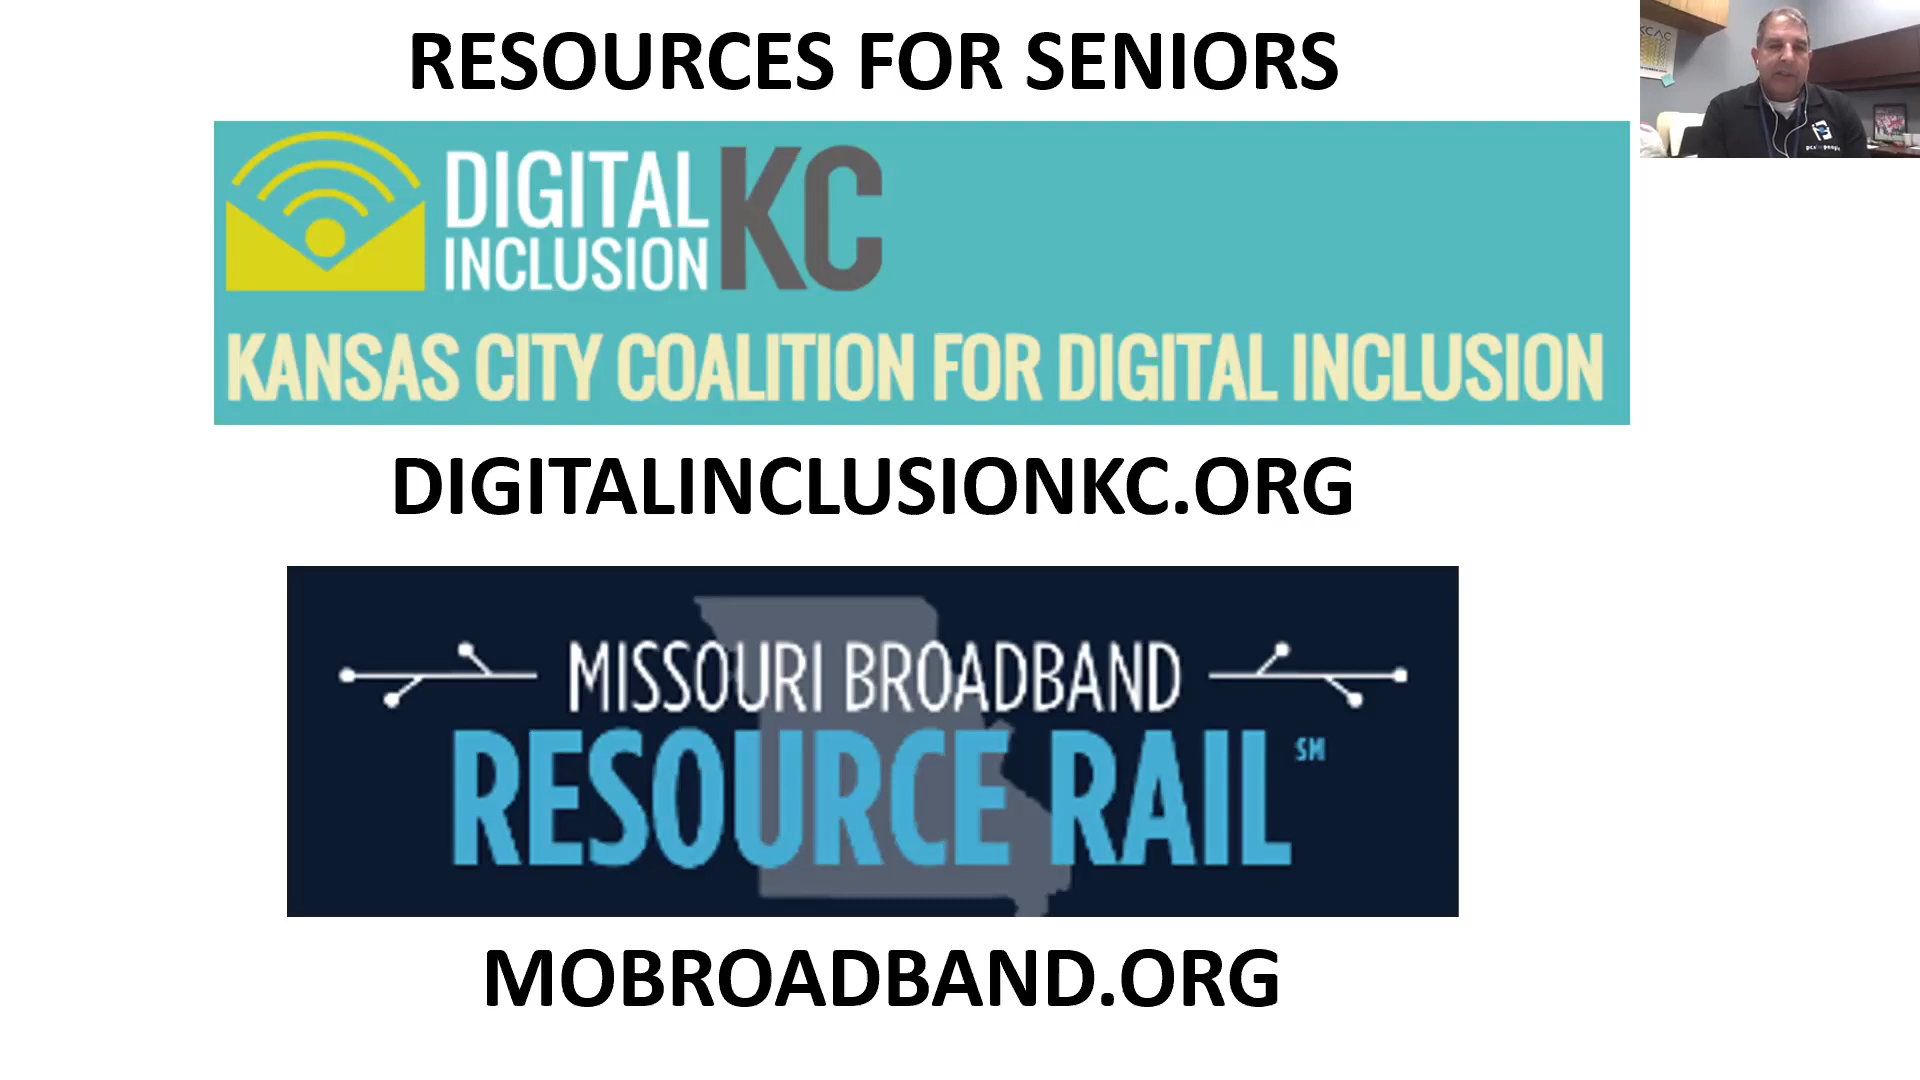 RESOURCES FOR SENIORS
DIGITAL
INCLUSION
KC
KANSAS CITY COALITION FOR DIGITAL INCLUSION
DIGITALINCLUSIONKC.ORG
MISSOURI BROADBAND
RESOURCE RAIL SM
MOBROADBAND.ORG
KCAC